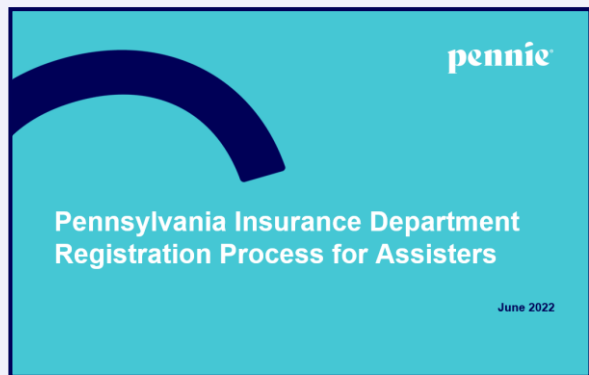 pennie
Pennsylvania Insurance Department
Registration Process for Assisters
June 2022